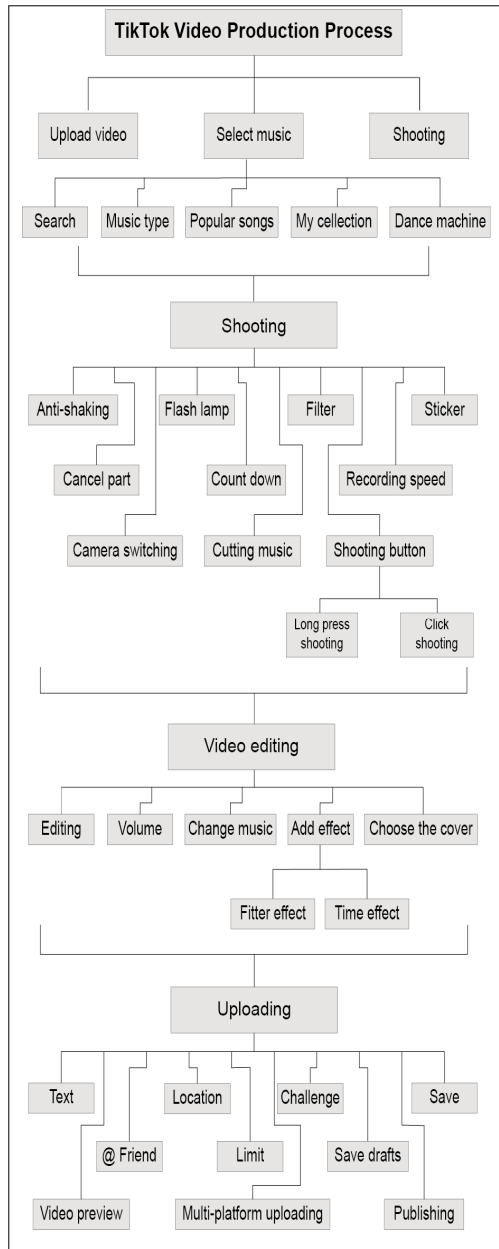 TikTok Video Production Process
Upload video
Select music
Shooting
Search
Music type
Popular songs
My cellection
Dance machine
Shooting
Anti-shaking
Flash lamp
Filter
Sticker
Cancel part
Count down
Recording speed
Camera switching
Cutting music
Shooting button
Long press
shooting
Click
shooting
Video editing
Editing
Volume
Change music
Add effect
Choose the cover
Fitter effect
Time effect
Uploading
Text
Location
Challenge
Save
@ Friend
Limit
Save drafts
Video preview
Multi-platform uploading
Publishing